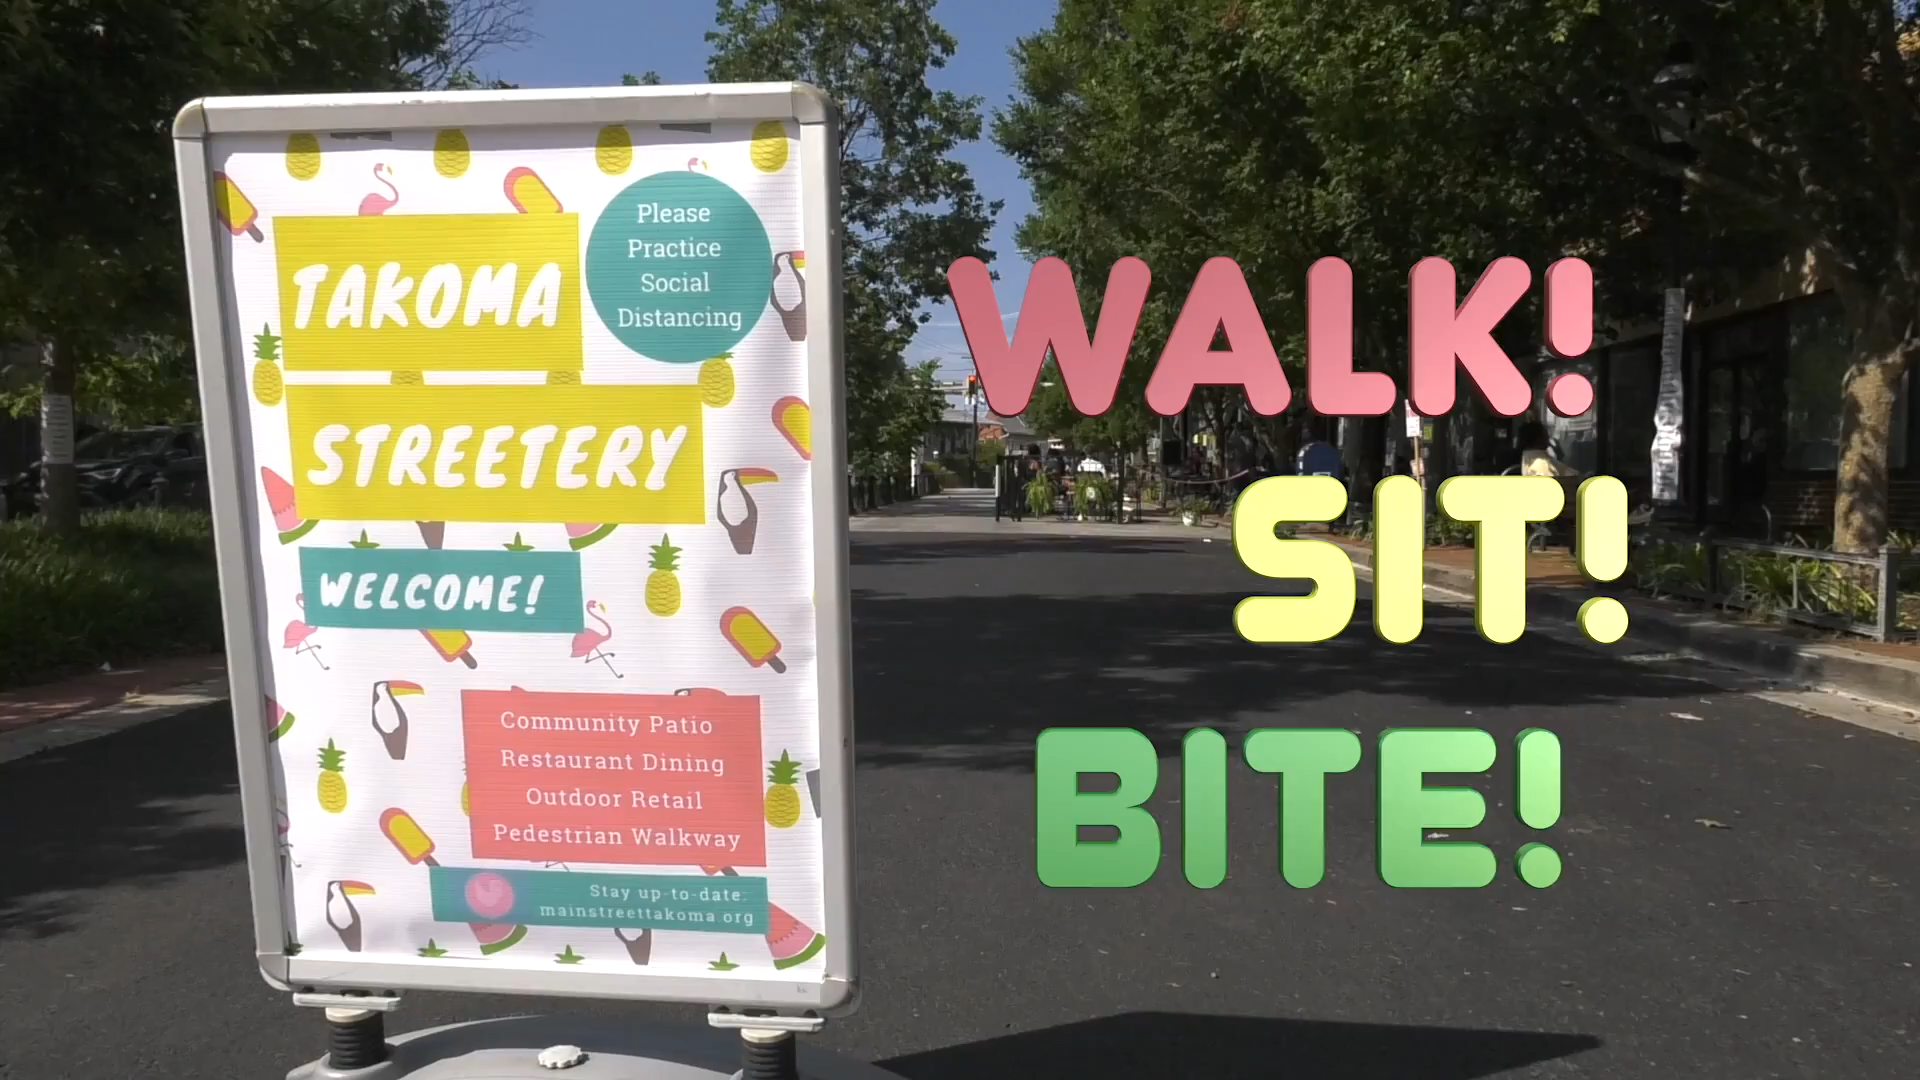 TAKOMA
STREETERY
Please
Practice
Social
Distancing
WELCOME!
Community Patio
Restaurant Dining
Outdoor Retail
Pedestrian Walkway
Stay up-to-date:
mainstreettakoma.org
WALK!
SIT!
BITE!